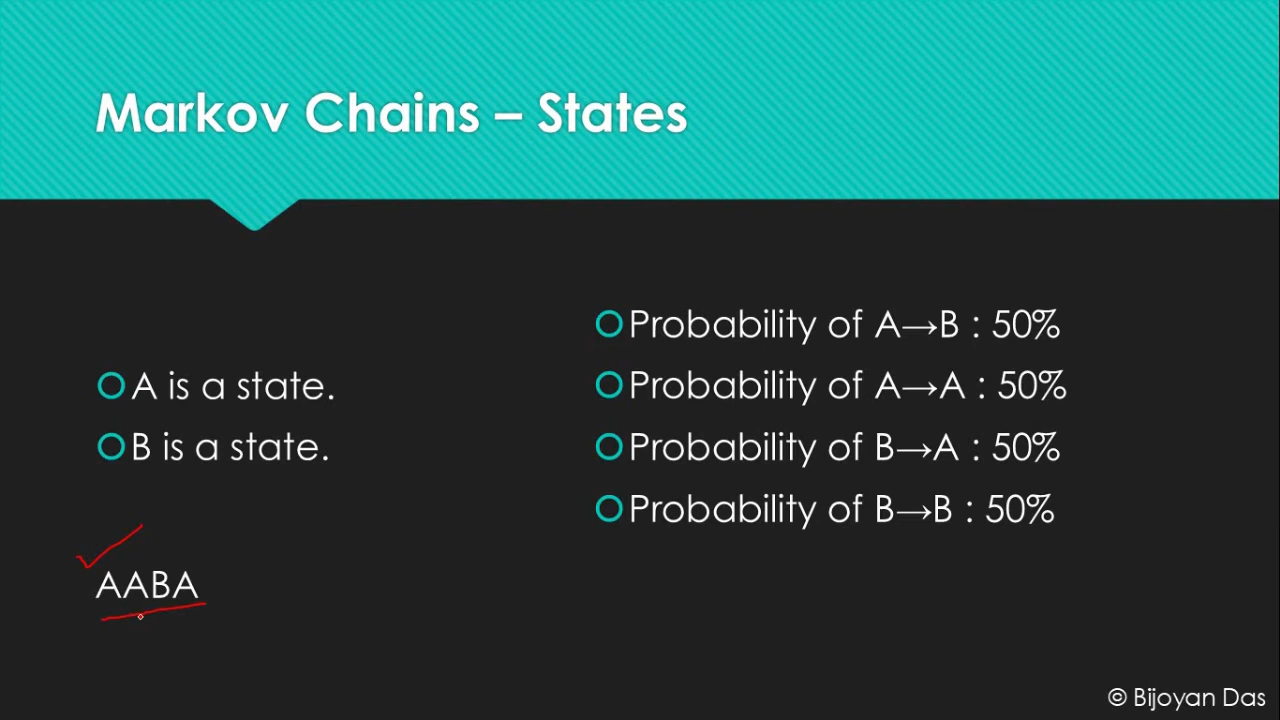 Markov Chains – States
A is a state.
B is a state.
AABA
Probability of A→B : 50%
Probability of A→A : 50%
Probability of B→A : 50%
Probability of B→B : 50%
© Bijoyan Das